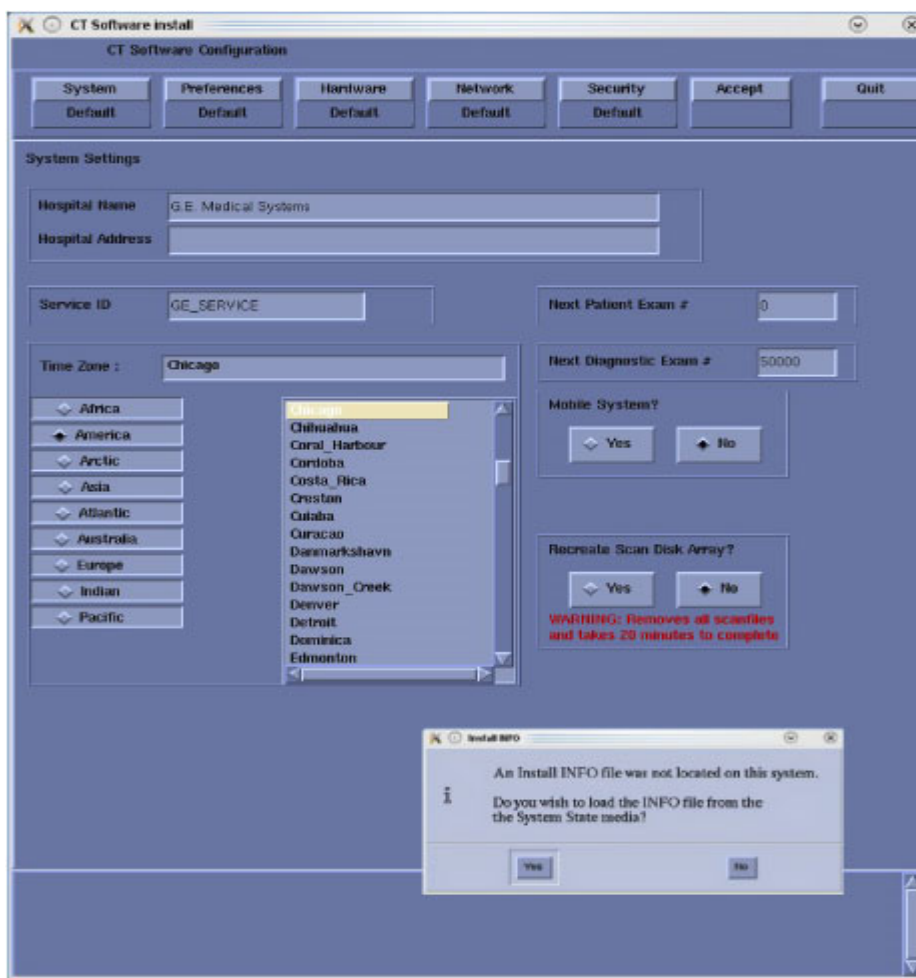 CT Software install
CT Software Configuration
System Preferences Hardware Network Security Accept Quit
Default Default Default Default Default
System Settings
Hospital Name G.E. Medical Systems
Hospital Address
Service ID GE_SERVICE
Next Patient Exam # 0
Time Zone : Chicago
Next Diagnostic Exam # 50000
Africa
America
Arctic
Asia
Atlantic
Australia
Europe
Indian
Pacific
Chicago
Chihuahua
Coral_Harbour
Cordoba
Costa_Rica
Creston
Cuiaba
Curacao
Danmarkshavn
Dawson
Dawson_Creek
Denver
Detroit
Dominica
Edmonton
Mobile System?
Yes No
Recreate Scan Disk Array?
Yes No
WARNING: Removes all scanfiles
and takes 20 minutes to complete
Install INFO
An Install INFO file was not located on this system.
Do you wish to load the INFO file from the
the System State media?
Yes No